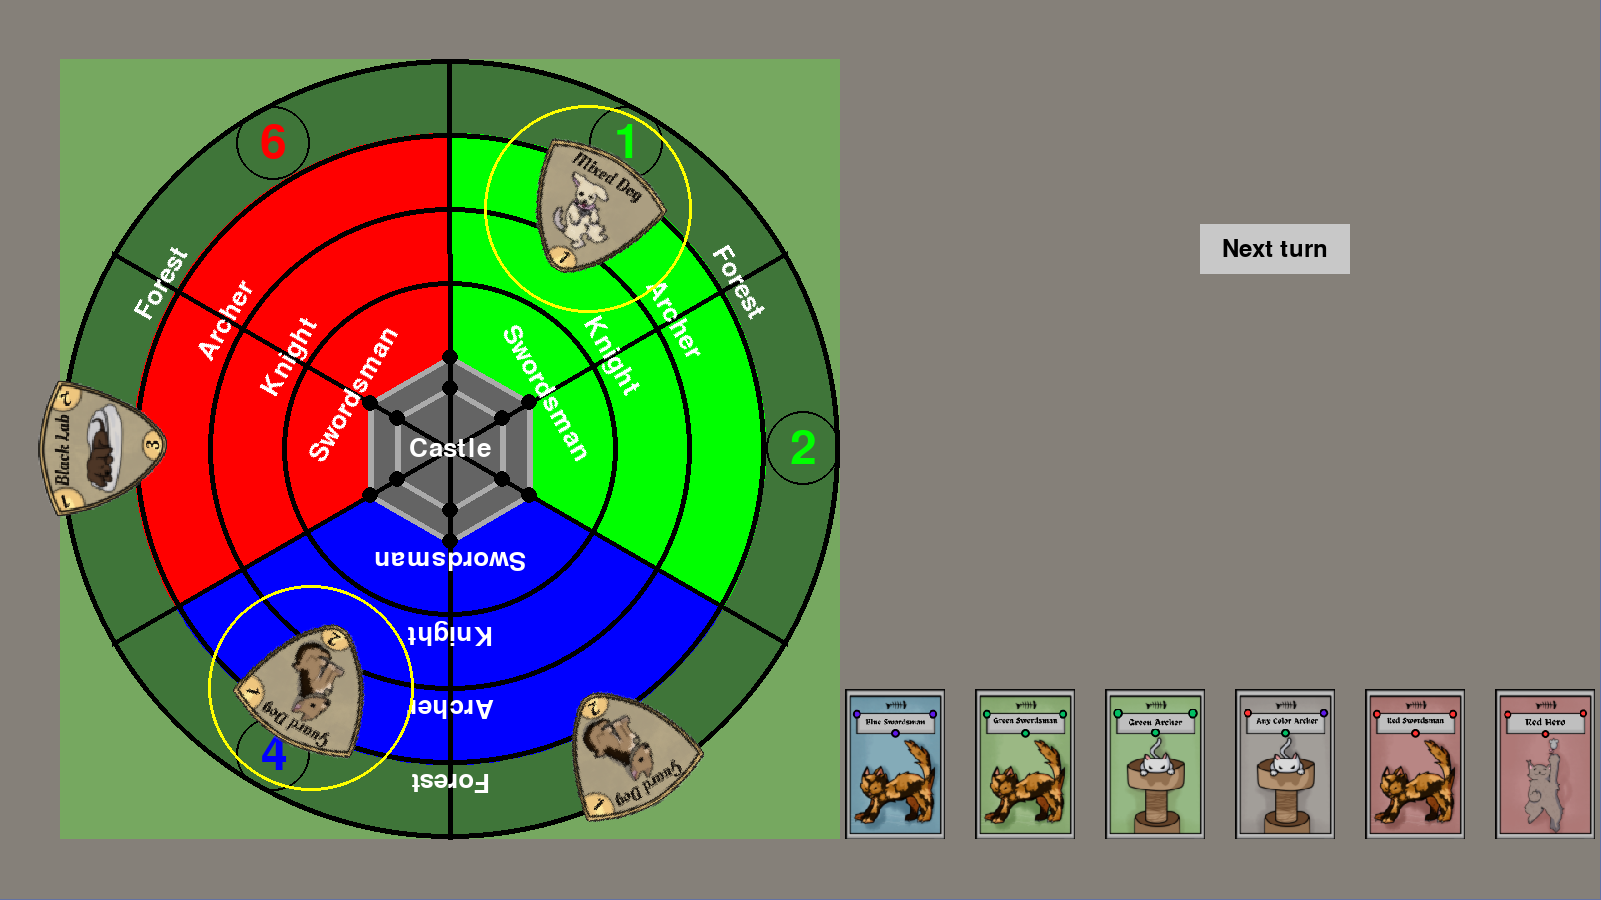 6
1
Mixed Dog
1
Forest
Forest
Archer
Archer
Knight
Knight
Swordsman
Swordsman
Next turn
2
Black Lab
3
1
Castle
2
Swordsman
Knight
Archer
Forest
2
1
Guard Dog
4
2
1
Guard Dog
Blue Swordsman
Green Swordsman
Green Archer
Any Color Archer
Red Swordsman
Red Hero